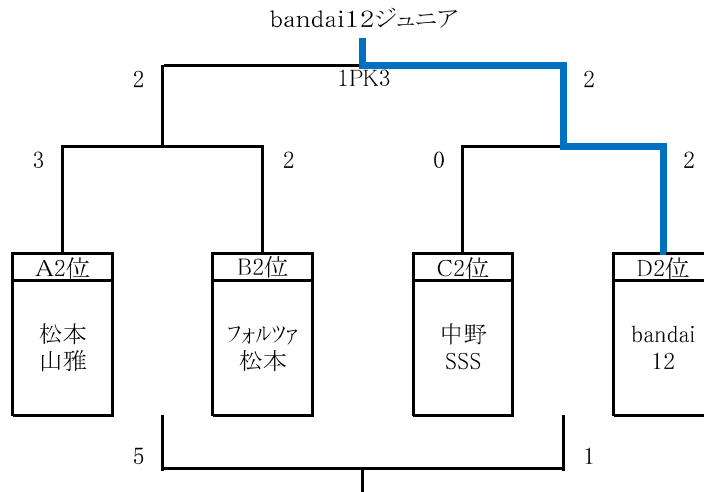 bandai12ジュニア
2 1PK3 2
3 2 0 2
A2位 B2位 C2位 D2位
松本 フォルツァ 中野 bandai
山雅 松本 SSS 12
5 1